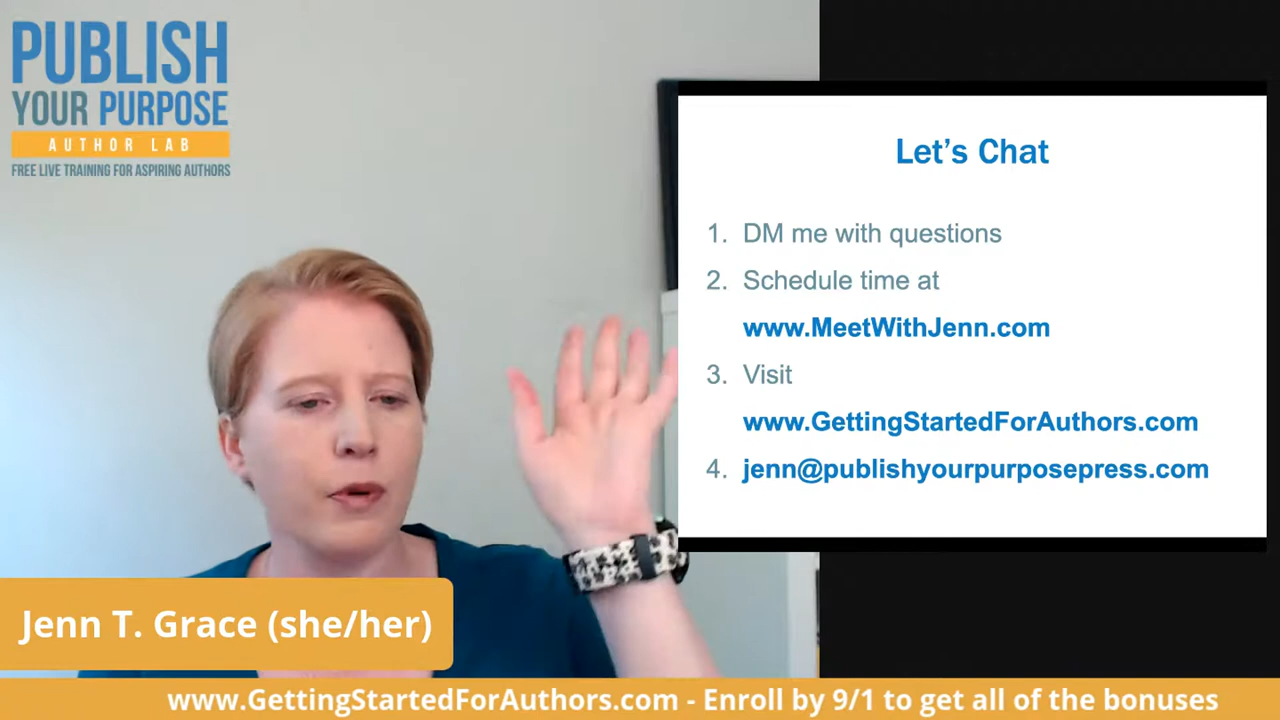 PUBLISH
YOUR PURPOSE
AUTHOR LAB
FREE LIVE TRAINING FOR ASPIRING AUTHORS
Let's Chat
1. DM me with questions
2. Schedule time at
www.MeetWithJenn.com
3. Visit
www.GettingStartedForAuthors.com
4. jenn@publishyourpurposepress.com
Jenn T. Grace (she/her)
www.GettingStartedForAuthors.com - Enroll by 9/1 to get all of the bonuses